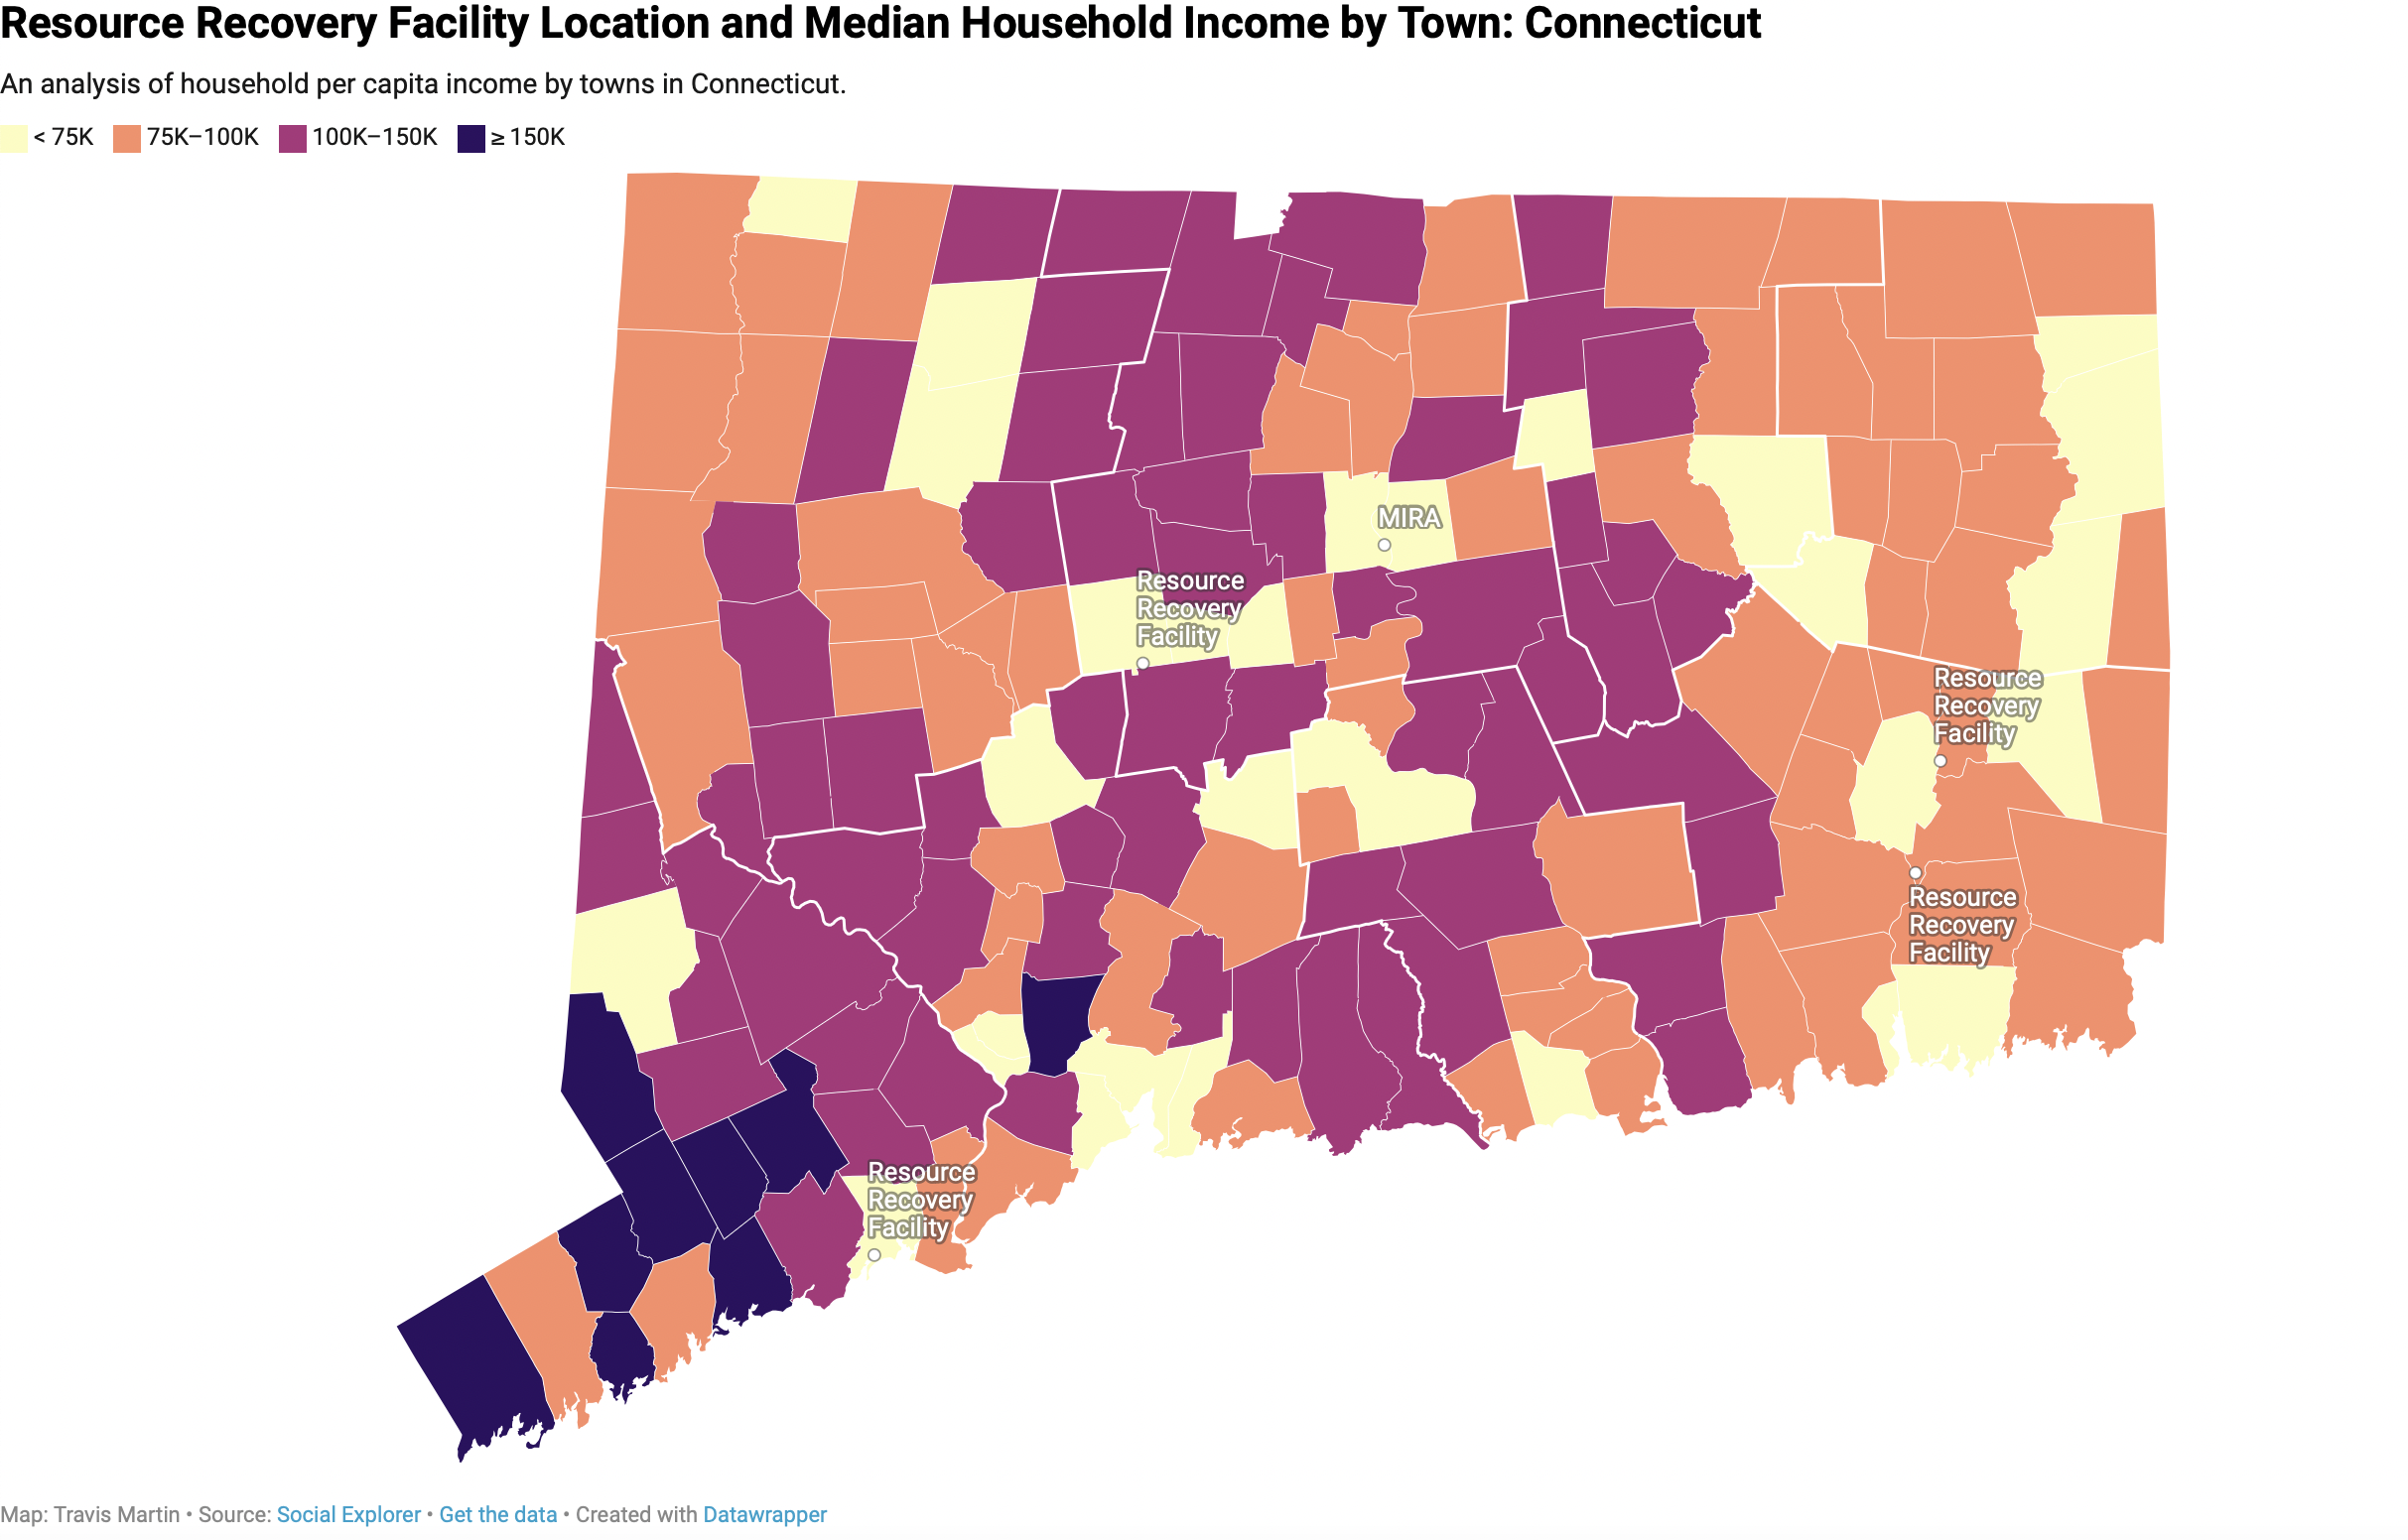 Resource Recovery Facility Location and Median Household Income by Town: Connecticut
An analysis of household per capita income by towns in Connecticut.
< 75K 75K–100K 100K–150K ≥ 150K
MIRA
Resource
Recovery
Facility
Resource
Recovery
Facility
Resource
Recovery
Facility
Resource
Recovery
Facility
Map: Travis Martin • Source: Social Explorer • Get the data • Created with Datawrapper